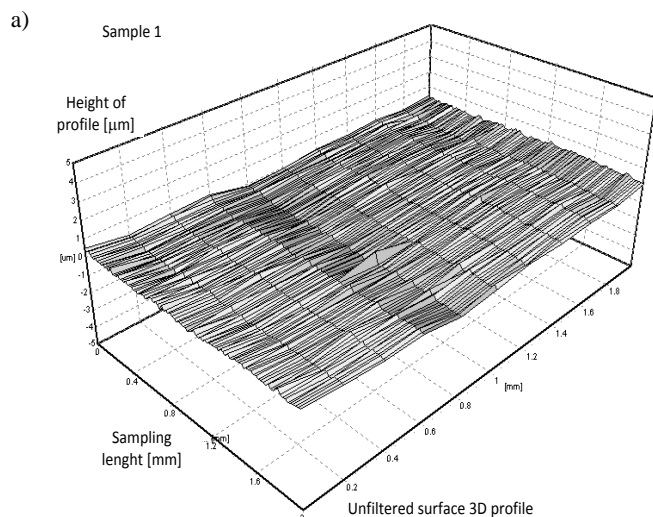 a)
Sample 1
Height of
profile [µm]
5
4
3
2
1
[um] 0
-1
-2
-3
-4
-5
0
0.4
0.8
1.2
1.6
Sampling
lenght [mm]
0.2
0.4
0.6
0.8
1
[mm]
1.2
1.4
1.6
1.8
Unfiltered surface 3D profile